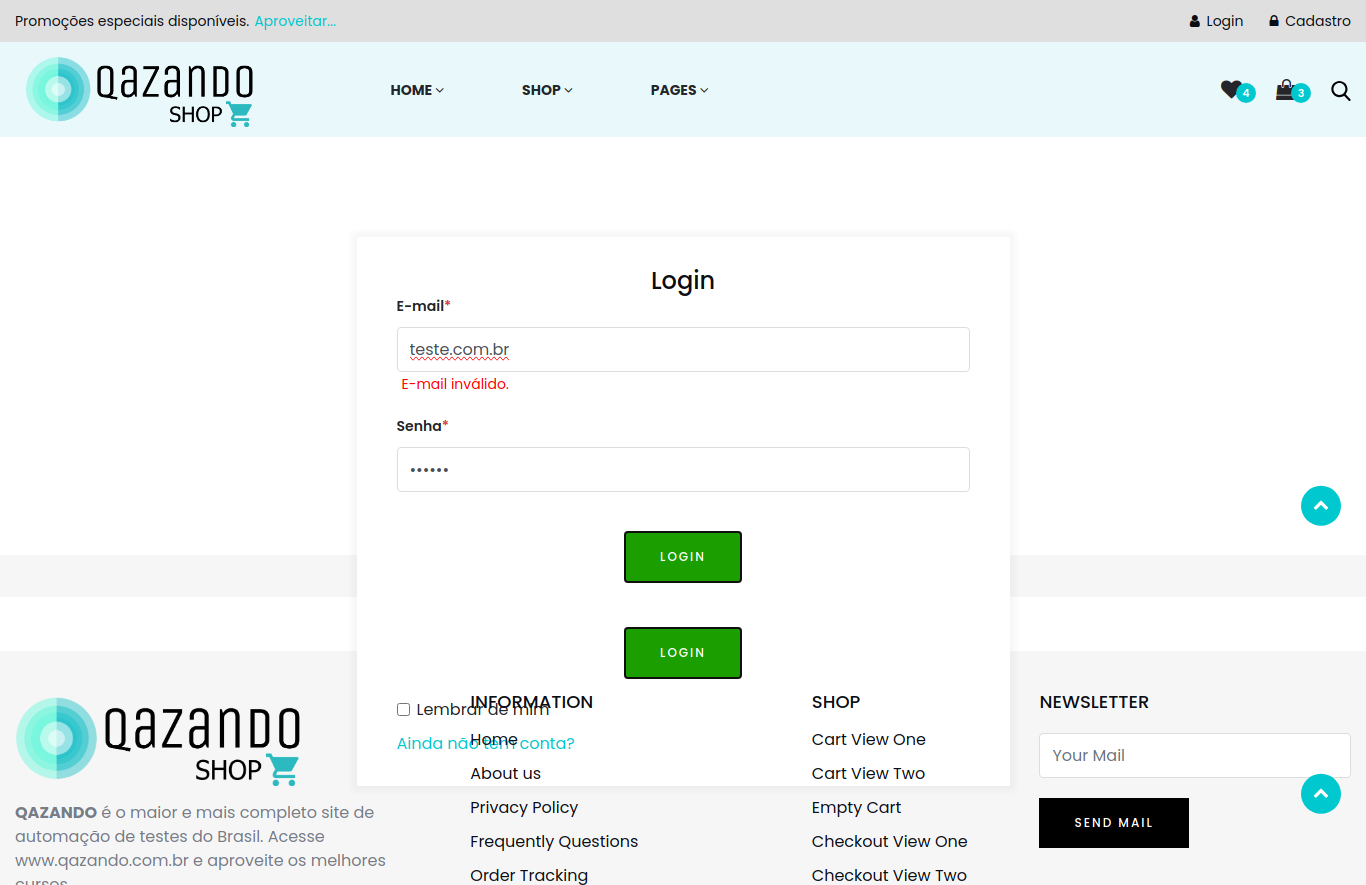 Promoções especiais disponíveis. Aproveitar...
Login
Cadastro
QAZANDO
SHOP
HOME
SHOP
PAGES
4
3
Login
E-mail*
teste.com.br
E-mail inválido.
Senha*
••••••
LOGIN
LOGIN
Lembrar de mim
Ainda não tem conta?
QAZANDO
SHOP
QAZANDO é o maior e mais completo site de
automação de testes do Brasil. Acesse
www.qazando.com.br e aproveite os melhores
cursos
INFORMATION
Home
About us
Privacy Policy
Frequently Questions
Order Tracking
SHOP
Cart View One
Cart View Two
Empty Cart
Checkout View One
Checkout View Two
NEWSLETTER
Your Mail
SEND MAIL